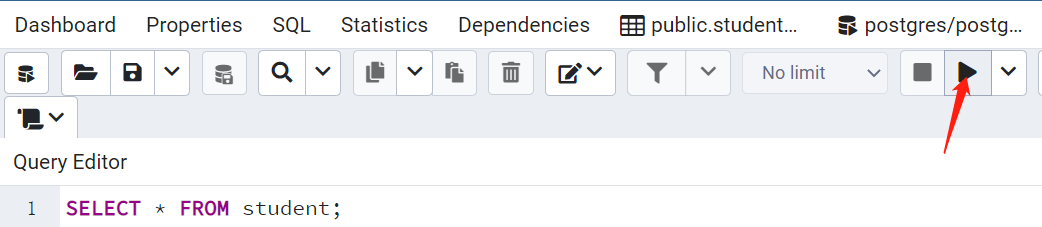 Dashboard Properties SQL Statistics Dependencies public.student... postgres/postg...
No limit
Query Editor
1 SELECT * FROM student;